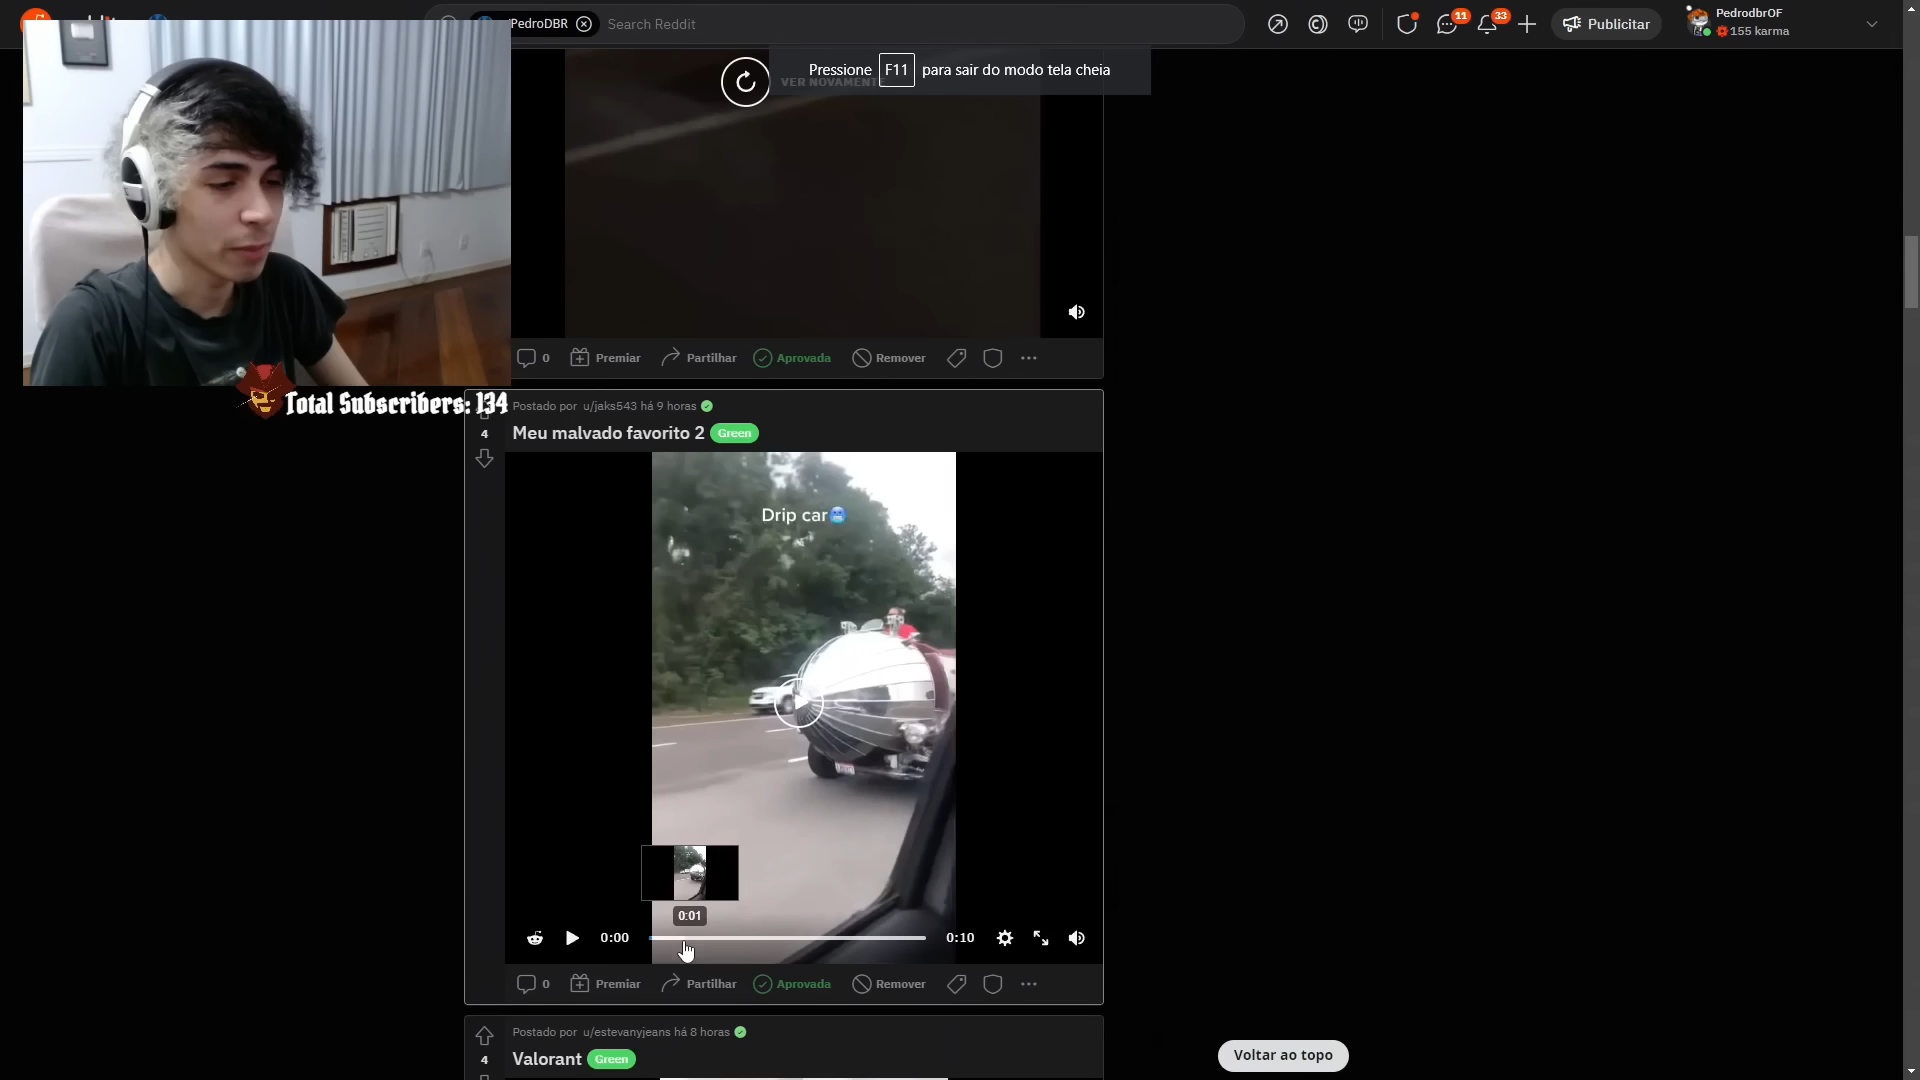 PedroDBR
Search Reddit
11
33
Publicitar
PedrodbrOF
155 karma
Pressione F11 para sair do modo tela cheia
VER NOVAMENTE
0
Premiar
Partilhar
Aprovada
Remover
Total Subscribers: 134
Postado por u/jaks543 há 9 horas
4
Meu malvado favorito 2
Green
Drip car
0:01
0:00
0:10
0
Premiar
Partilhar
Aprovada
Remover
Postado por u/estevanyjeans há 8 horas
4
Valorant
Green
Voltar ao topo